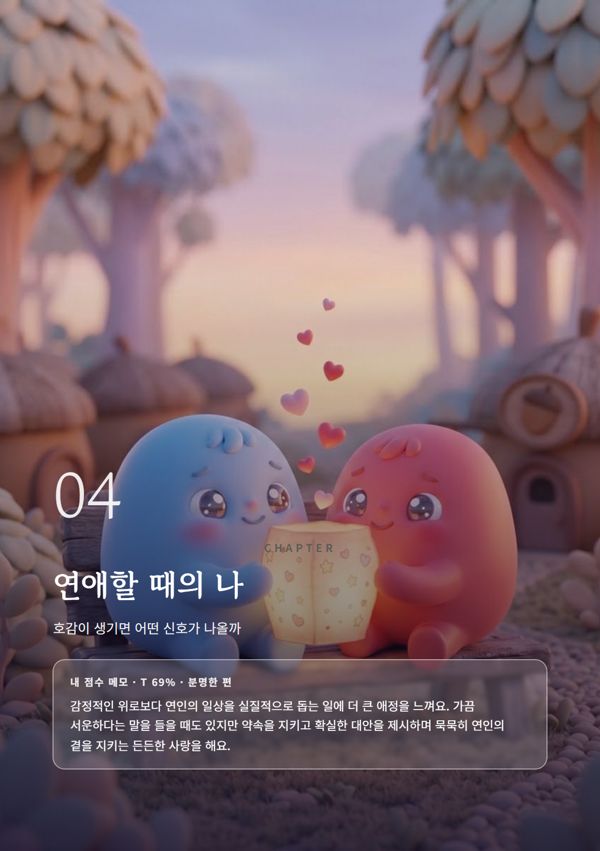 04
CHAPTER
연애할 때의 나
호감이 생기면 어떤 신호가 나올까
내 점수 메모 · T 69% · 분명한 편
감정적인 위로보다 연인의 일상을 실질적으로 돕는 일에 더 큰 애정을 느껴요. 가끔
서운하다는 말을 들을 때도 있지만 약속을 지키고 확실한 대안을 제시하며 묵묵히 연인의
곁을 지키는 든든한 사랑을 해요.